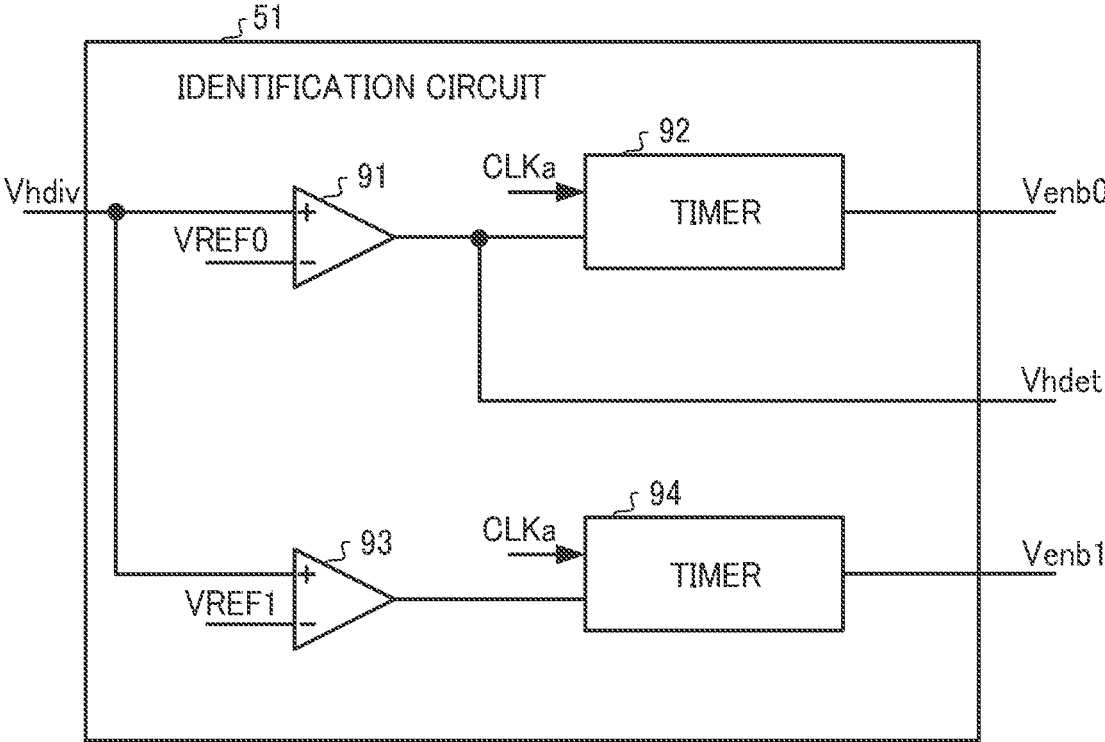 51
IDENTIFICATION CIRCUIT
92
CLKa
91
Vhdiv
+
TIMER
Venb0
VREF0
-
Vhdet
94
CLKa
93
Venb1
+
TIMER
VREF1
-